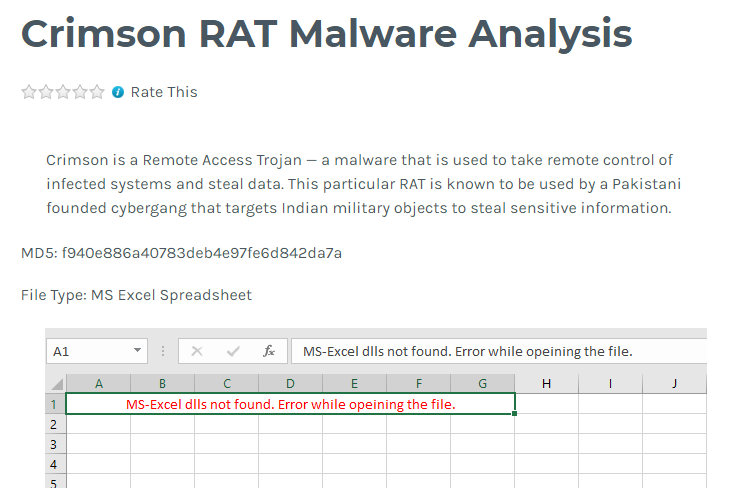 Crimson RAT Malware Analysis
i Rate This
Crimson is a Remote Access Trojan — a malware that is used to take remote control of
infected systems and steal data. This particular RAT is known to be used by a Pakistani
founded cybergang that targets Indian military objects to steal sensitive information.
MD5: f940e886a40783deb4e97fe6d842da7a
File Type: MS Excel Spreadsheet
A1 fx MS-Excel dlls not found. Error while opeining the file.
A B C D E F G H I J
1 MS-Excel dlls not found. Error while opeining the file.
2
3
4
5